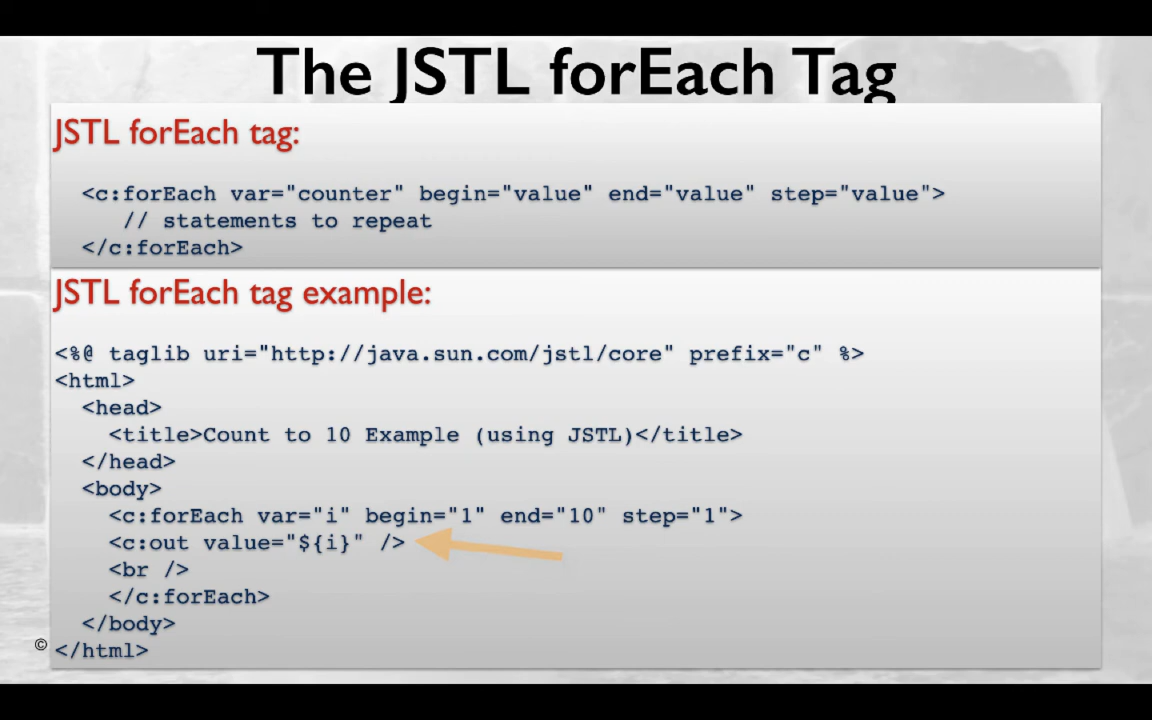 The JSTL forEach Tag
JSTL forEach tag:
<c:forEach var="counter" begin="value" end="value" step="value">
// statements to repeat
</c:forEach>
JSTL forEach tag example:
<%@ taglib uri="http://java.sun.com/jstl/core" prefix="c" %>
<html>
<head>
<title>Count to 10 Example (using JSTL)</title>
</head>
<body>
<c:forEach var="i" begin="1" end="10" step="1">
<c:out value="${i}" />
<br />
</c:forEach>
</body>
©
</html>